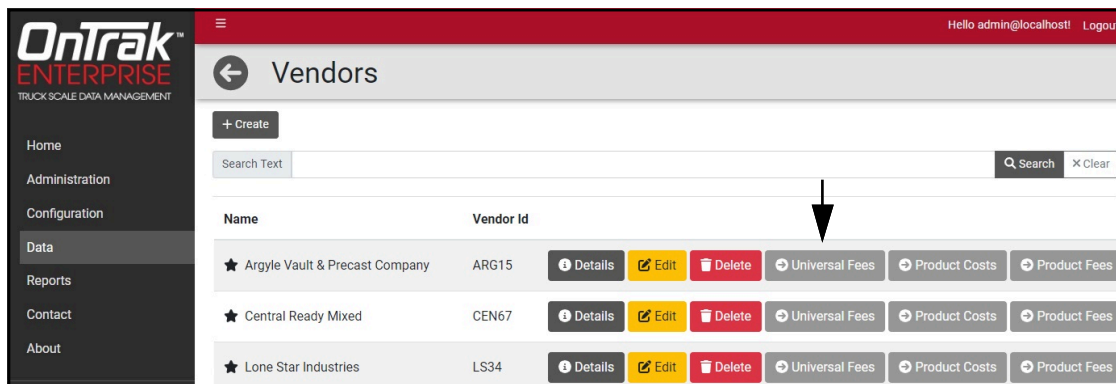 OnTrak™
ENTERPRISE
TRUCK SCALE DATA MANAGEMENT
Hello admin@localhost! Logout
Vendors
+ Create
Search Text Search × Clear
Home
Administration
Configuration
Data
Reports
Contact
About
Name Vendor Id
Argyle Vault & Precast Company ARG15 Details Edit Delete Universal Fees Product Costs Product Fees
Central Ready Mixed CEN67 Details Edit Delete Universal Fees Product Costs Product Fees
Lone Star Industries LS34 Details Edit Delete Universal Fees Product Costs Product Fees